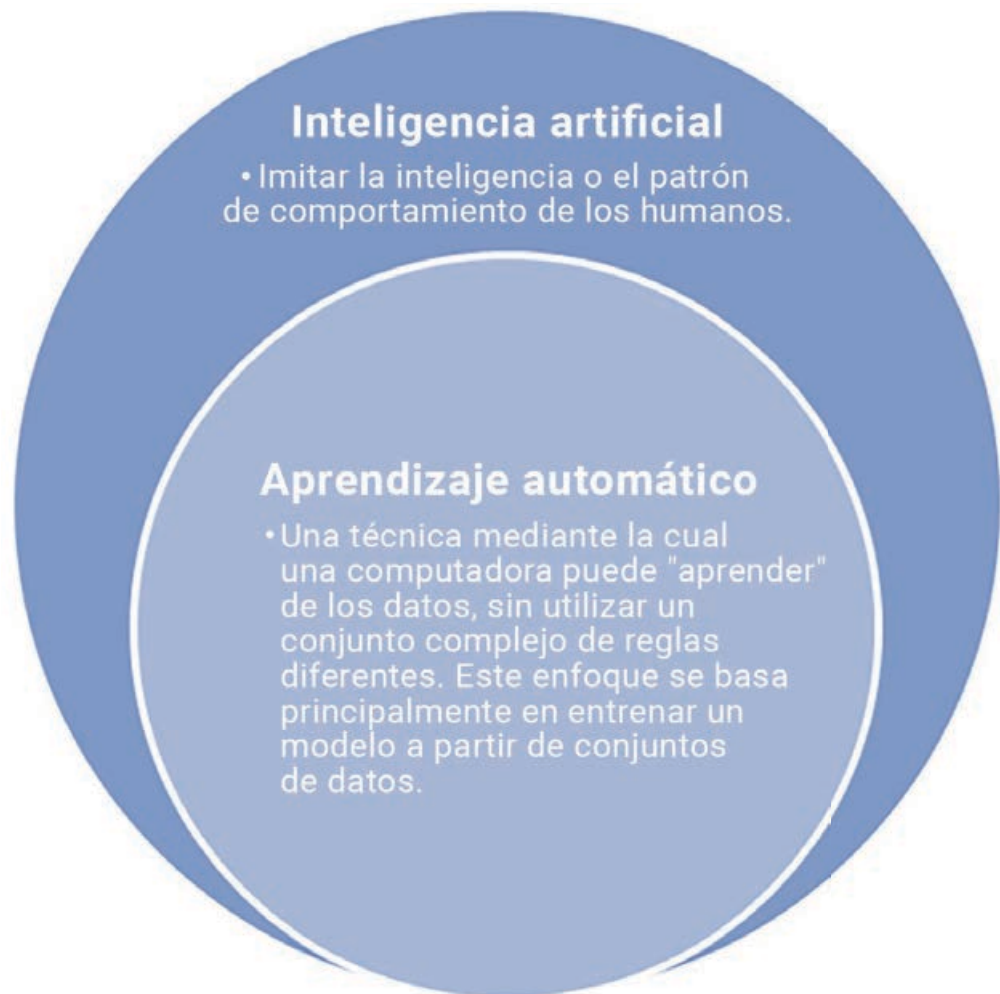 Inteligencia artificial
• Imitar la inteligencia o el patrón
de comportamiento de los humanos.
Aprendizaje automático
• Una técnica mediante la cual
una computadora puede "aprender"
de los datos, sin utilizar un
conjunto complejo de reglas
diferentes. Este enfoque se basa
principalmente en entrenar un
modelo a partir de conjuntos
de datos.